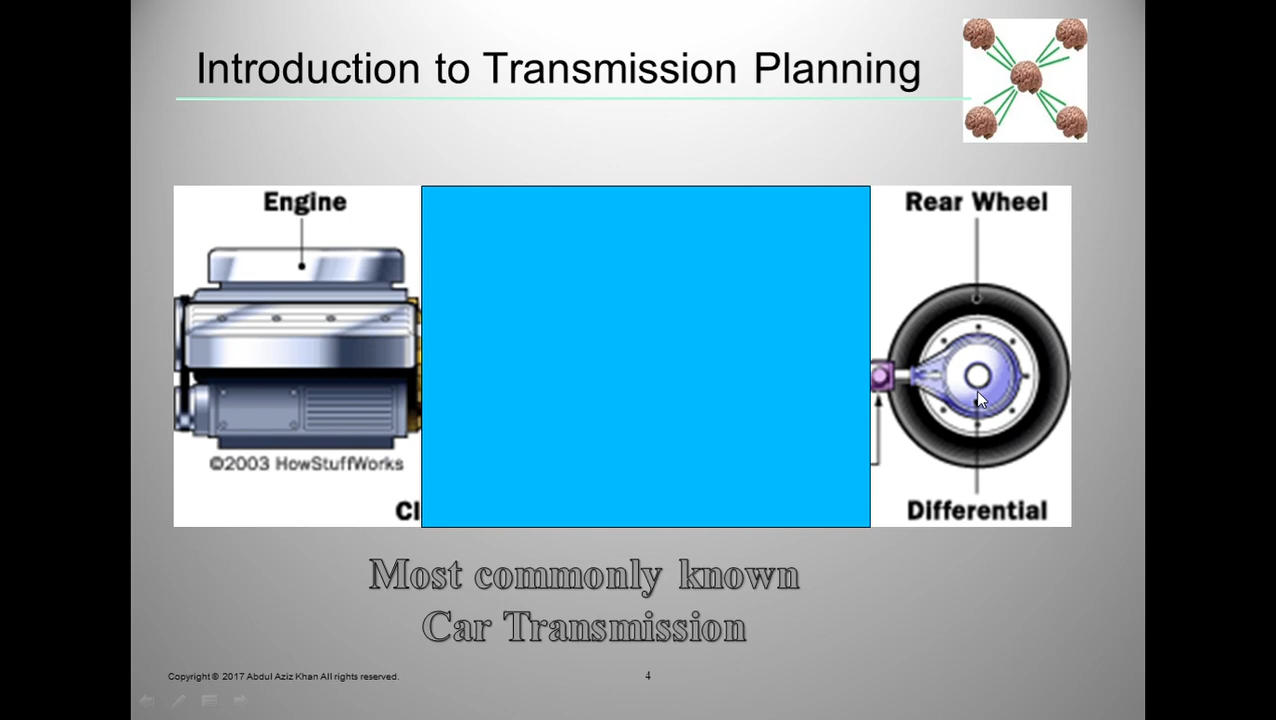 Introduction to Transmission Planning
Engine
Rear Wheel
©2003 HowStuffWorks
Cl
Differential
Most commonly known
Car Transmission
Copyright © 2017 Abdul Aziz Khan All rights reserved.
4